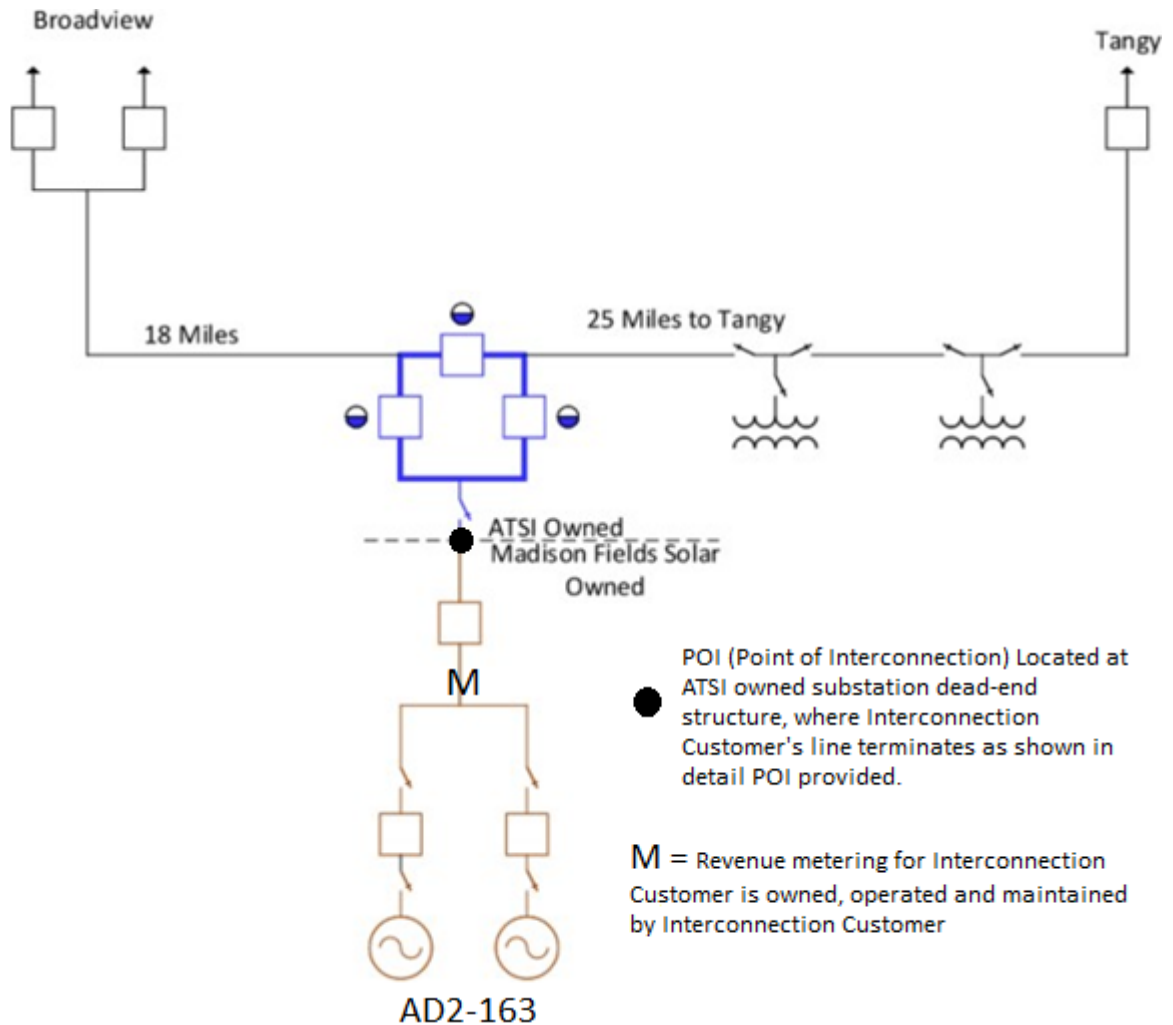 Broadview
Tangy
18 Miles
25 Miles to Tangy
ATSI Owned
Madison Fields Solar
Owned
M
POI (Point of Interconnection) Located at
ATSI owned substation dead-end
structure, where Interconnection
Customer's line terminates as shown in
detail POI provided.
M = Revenue metering for Interconnection
Customer is owned, operated and maintained
by Interconnection Customer
AD2-163